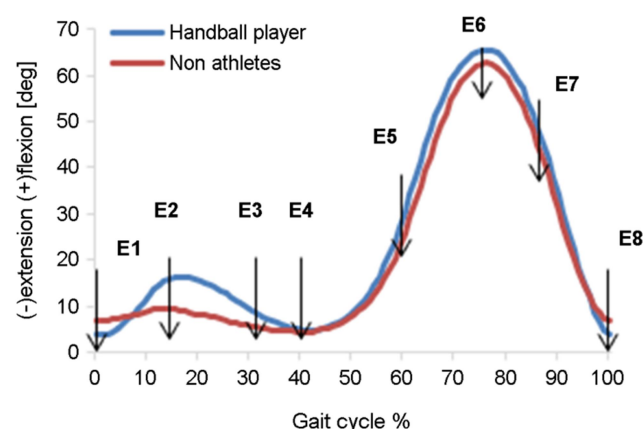 Handball player
Non athletes
(-)extension (+)flexion [deg]
70
60
50
40
30
20
10
0
E1
E2
E3
E4
E5
E6
E7
E8
0 10 20 30 40 50 60 70 80 90 100
Gait cycle %